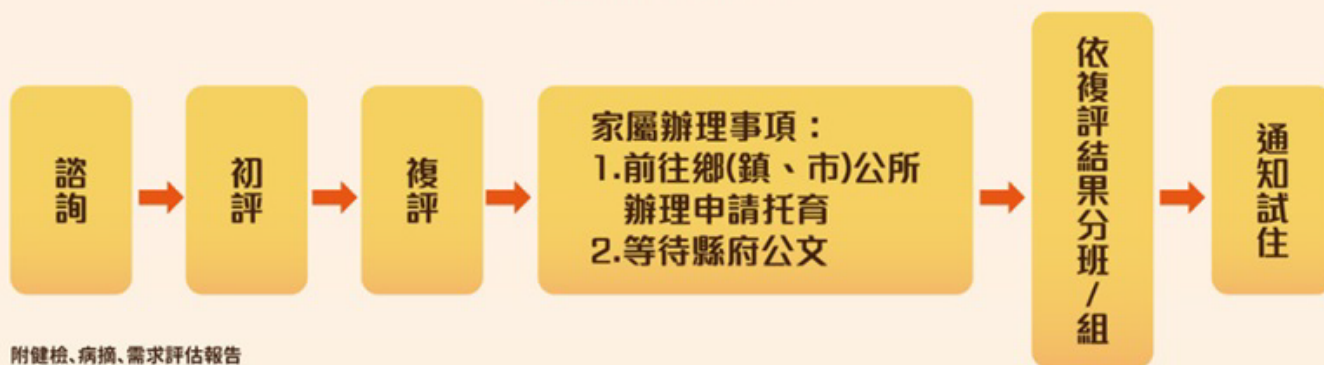 諮詢
初評
複評
家屬辦理事項：
1.前往鄉(鎮、市)公所
辦理申請托育
2.等待縣府公文
依複評結果分班/組
通知試住
附健檢、病摘、需求評估報告